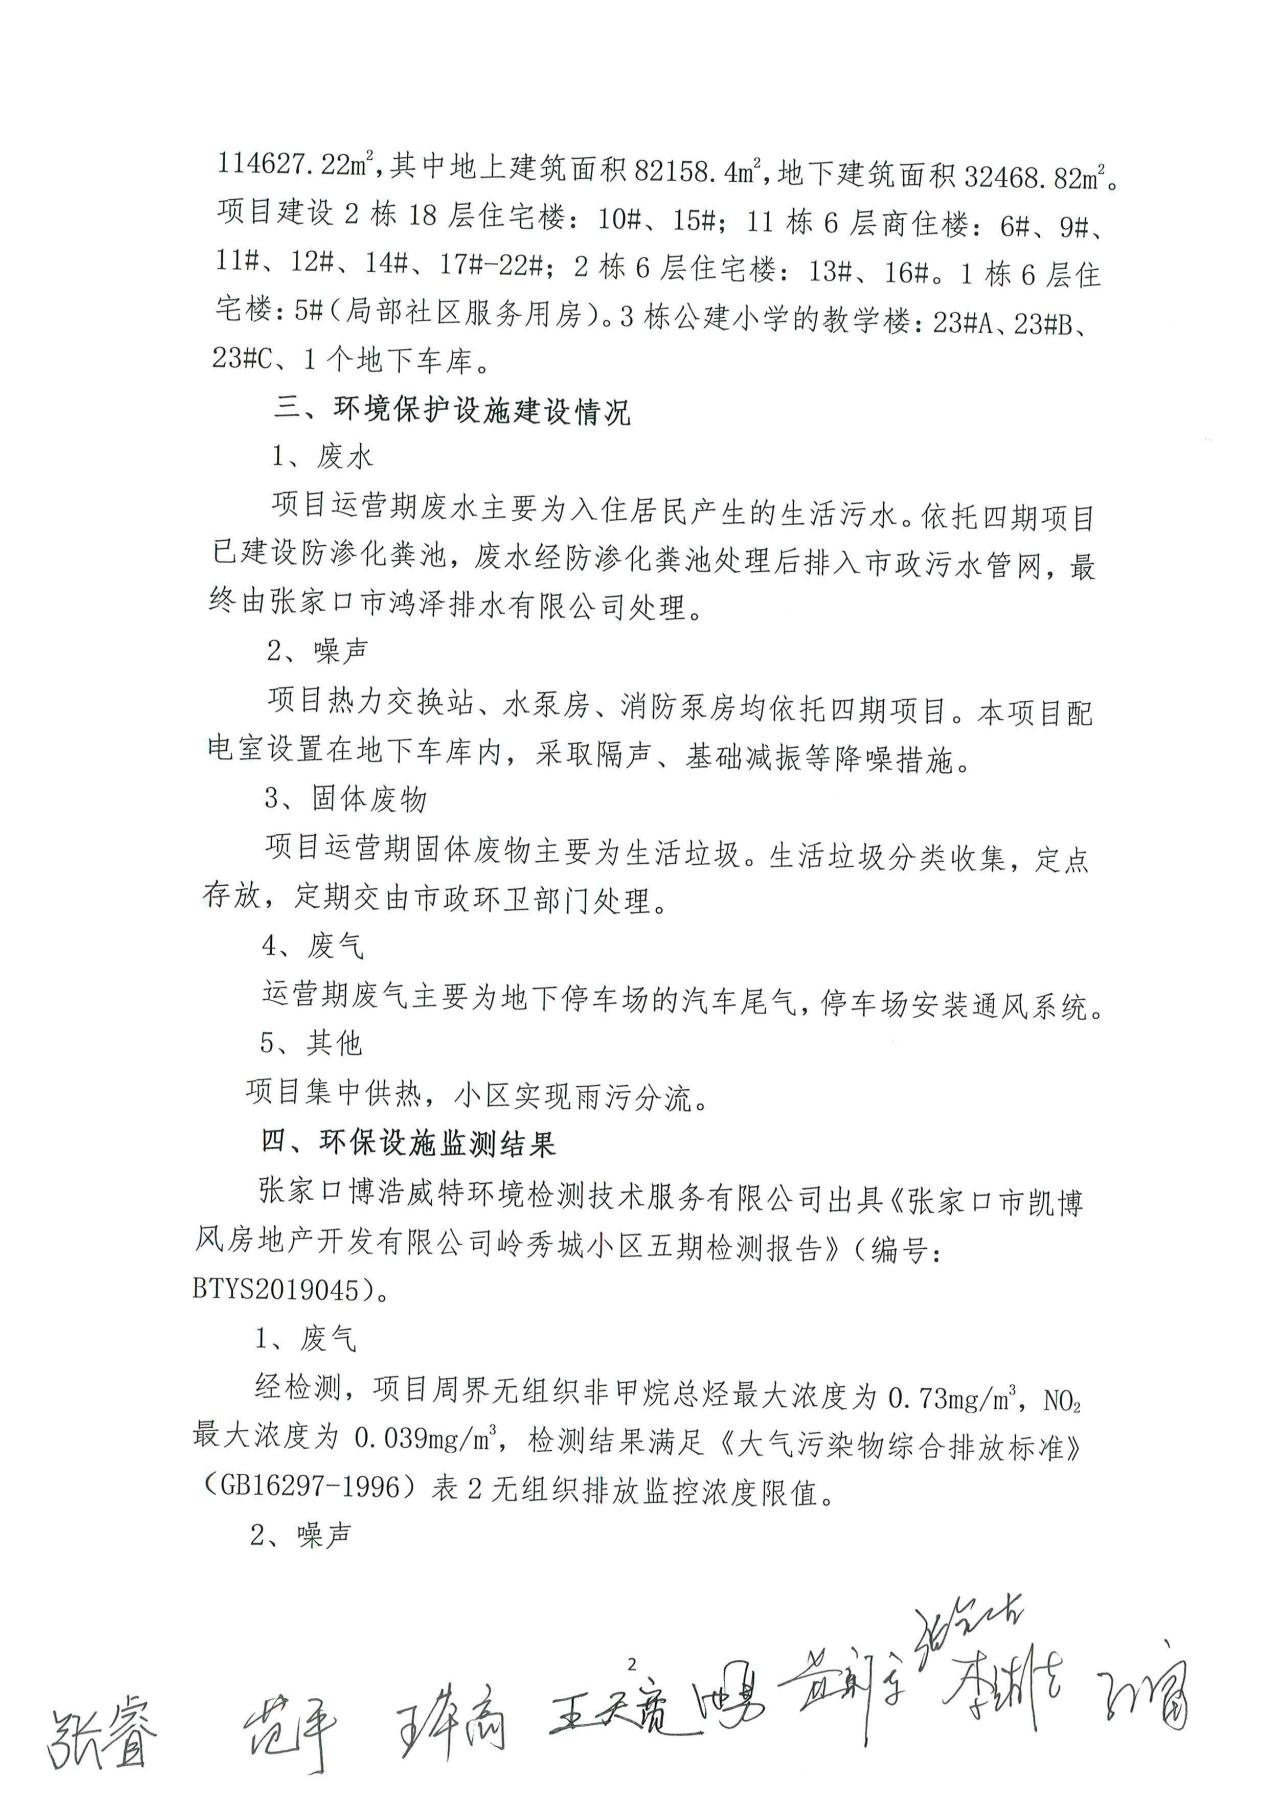 114627.22m²,其中地上建筑面积82158.4m²,地下建筑面积32468.82m²。
项目建设2栋18层住宅楼：10#、15#；11栋6层商住楼：6#、9#、
11#、12#、14#、17#-22#；2栋6层住宅楼：13#、16#。1栋6层住
宅楼：5#（局部社区服务用房）。3栋公建小学的教学楼：23#A、23#B、
23#C、1个地下车库。
三、环境保护设施建设情况
1、废水
项目运营期废水主要为入住居民产生的生活污水。依托四期项目
已建设防渗化粪池，废水经防渗化粪池处理后排入市政污水管网，最
终由张家口市鸿泽排水有限公司处理。
2、噪声
项目热力交换站、水泵房、消防泵房均依托四期项目。本项目配
电室设置在地下车库内，采取隔声、基础减振等降噪措施。
3、固体废物
项目运营期固体废物主要为生活垃圾。生活垃圾分类收集，定点
存放，定期交由市政环卫部门处理。
4、废气
运营期废气主要为地下停车场的汽车尾气，停车场安装通风系统。
5、其他
项目集中供热，小区实现雨污分流。
四、环保设施监测结果
张家口博浩威特环境检测技术服务有限公司出具《张家口市凯博
风房地产开发有限公司岭秀城小区五期检测报告》（编号：
BTYS2019045）。
1、废气
经检测，项目周界无组织非甲烷总烃最大浓度为0.73mg/m³，NO₂
最大浓度为 0.039mg/m³，检测结果满足《大气污染物综合排放标准》
（GB16297-1996）表2无组织排放监控浓度限值。
2、噪声
2
张睿 范平